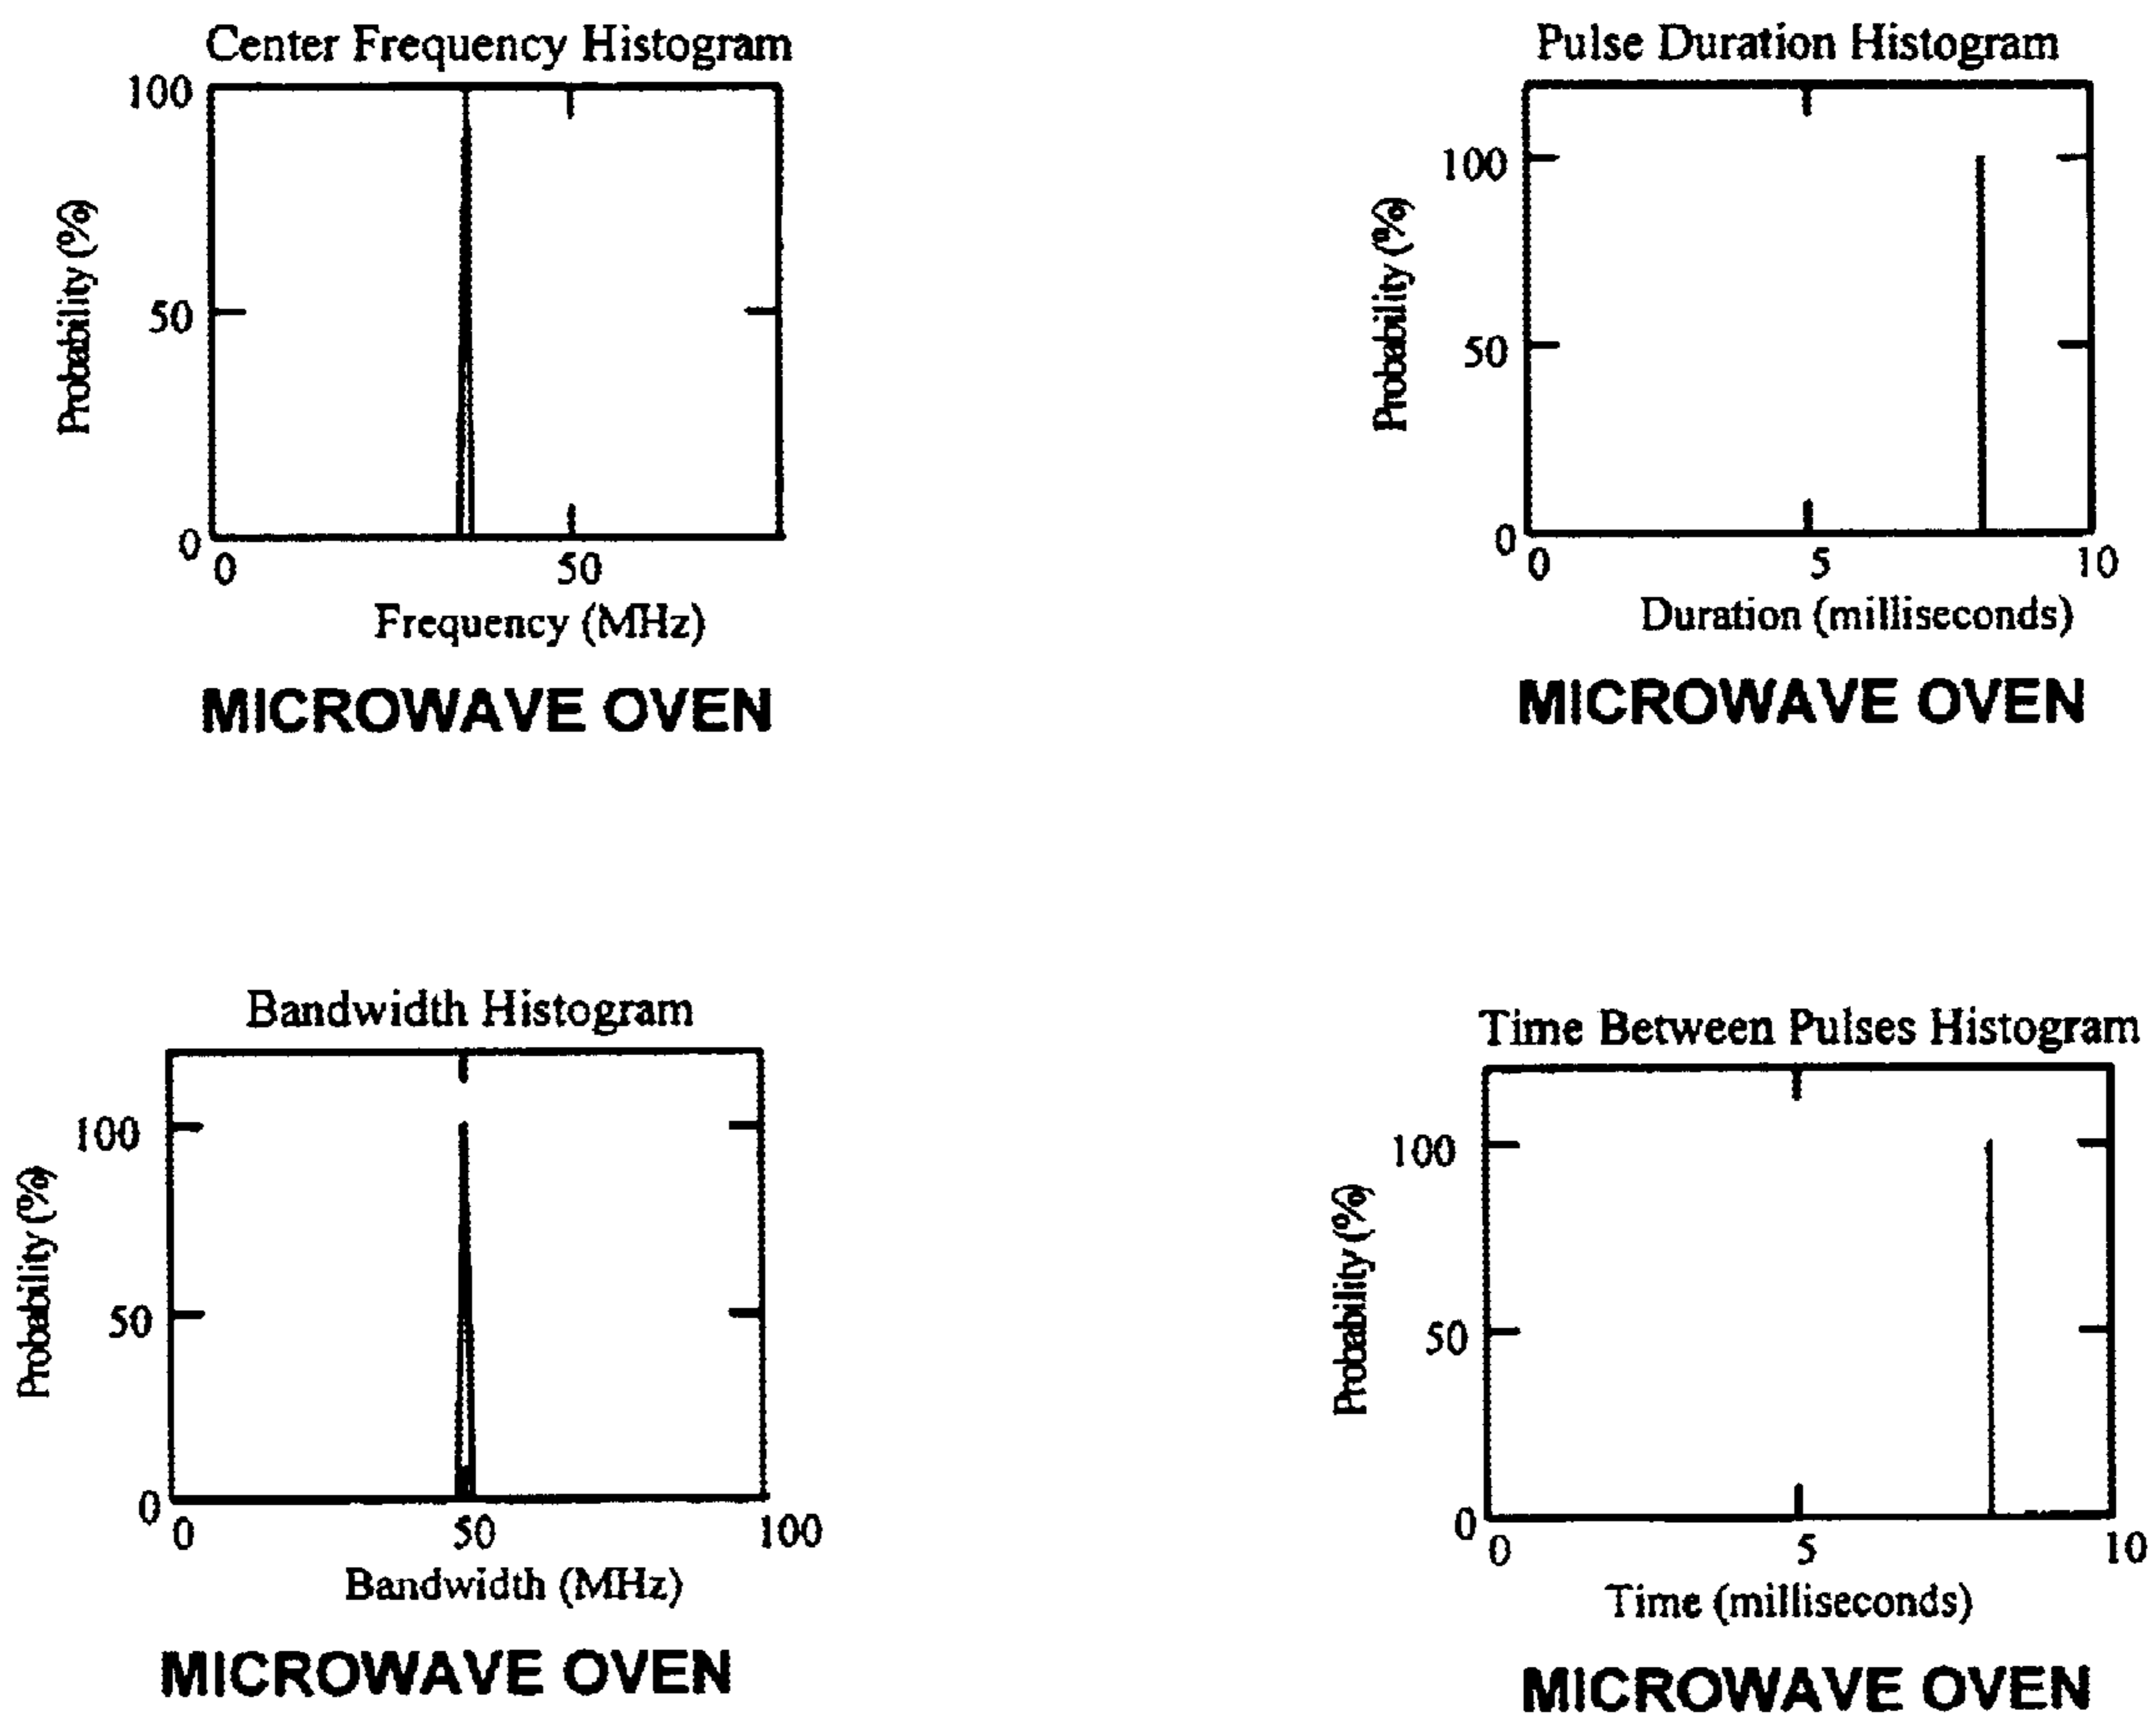 Center Frequency Histogram
100
50
0
Probability (%)
0
50
Frequency (MHz)
MICROWAVE OVEN
Pulse Duration Histogram
100
50
0
Probability (%)
0
5
10
Duration (milliseconds)
MICROWAVE OVEN
Bandwidth Histogram
100
50
0
Probability (%)
0
50
100
Bandwidth (MHz)
MICROWAVE OVEN
Time Between Pulses Histogram
100
50
0
Probability (%)
0
5
10
Time (milliseconds)
MICROWAVE OVEN